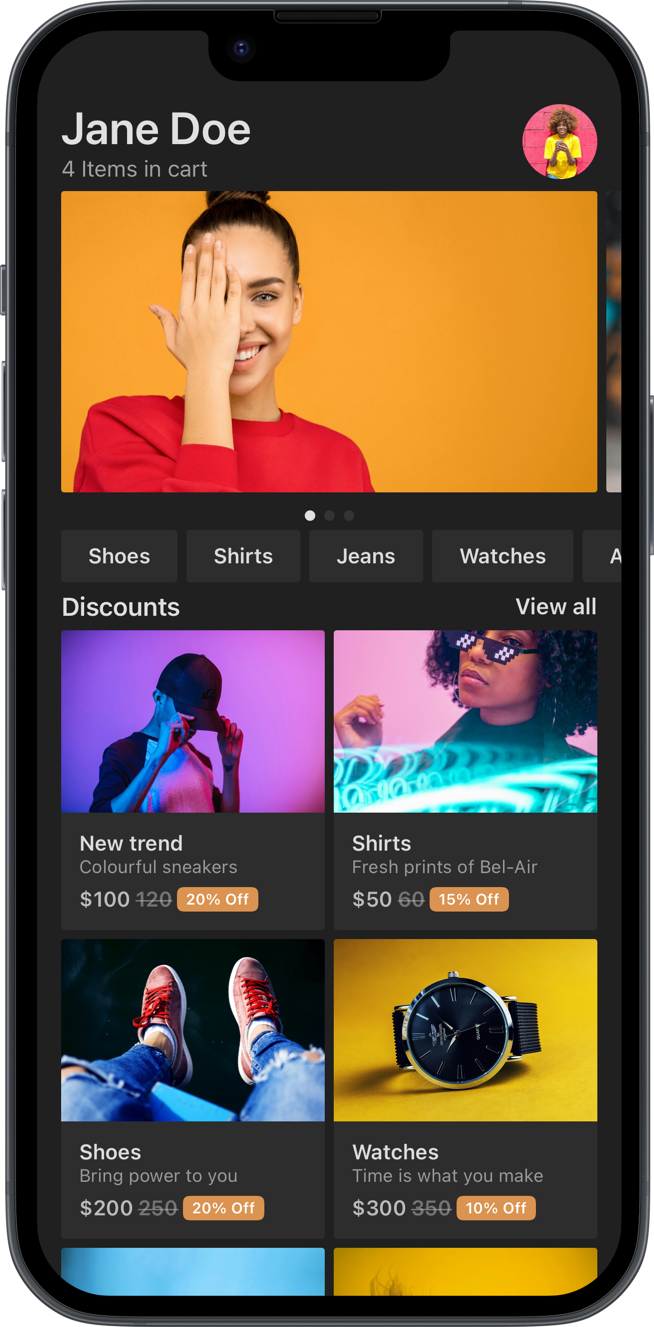 Jane Doe
4 Items in cart
Shoes
Shirts
Jeans
Watches
A
Discounts
View all
New trend
Colourful sneakers
$100 120 20% Off
Shirts
Fresh prints of Bel-Air
$50 60 15% Off
Shoes
Bring power to you
$200 250 20% Off
Watches
Time is what you make
$300 350 10% Off